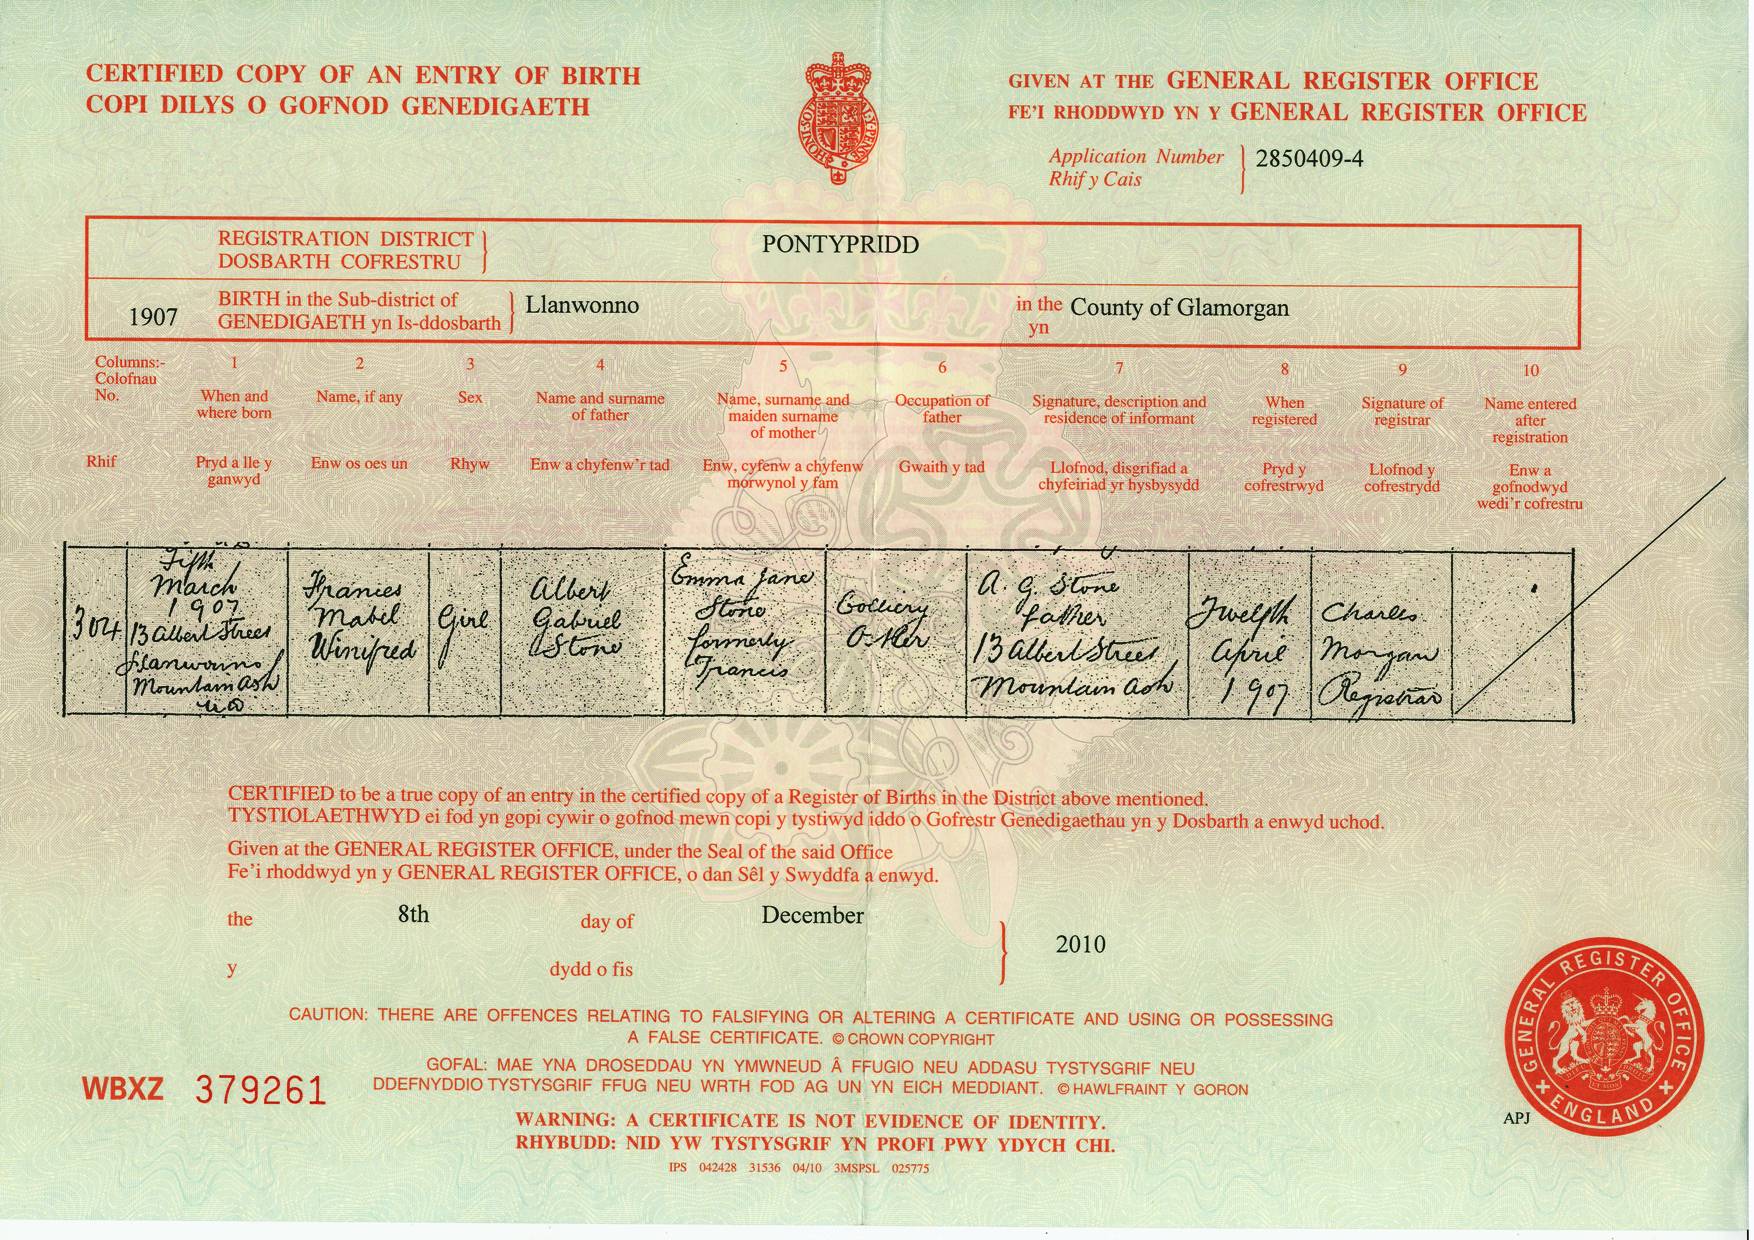 CERTIFIED COPY OF AN ENTRY OF BIRTH
COPI DILYS O GOFNOD GENEDIGAETH
GIVEN AT THE GENERAL REGISTER OFFICE
FE'I RHODDWYD YN Y GENERAL REGISTER OFFICE
Application Number
Rhif y Cais
2850409-4
REGISTRATION DISTRICT
DOSBARTH COFRESTRU
PONTYPRIDD
1907
BIRTH in the Sub-district of
GENEDIGAETH yn Is-ddosbarth
Llanwonno
in the
yn
County of Glamorgan
Columns:-
Colofnau
No.
Rhif
1
When and
where born
Pryd a lle y
ganwyd
2
Name, if any
Enw os oes un
3
Sex
Rhyw
4
Name and surname
of father
Enw a chyfenw'r tad
5
Name, surname and
maiden surname
of mother
Enw, cyfenw a chyfenw
morwynol y fam
6
Occupation of
father
Gwaith y tad
7
Signature, description and
residence of informant
Llofnod, disgrifiad a
chyfeiriad yr hysbysydd
8
When
registered
Pryd y
cofrestrwyd
9
Signature of
registrar
Llofnod y
cofrestrydd
10
Name entered
after
registration
Enw a
gofnodwyd
wedi'r cofrestru
304
Fifth
March
1907
13 Albert Street
Llanwonno
Mountain Ash
Frances
Mabel
Winifred
Girl
Albert
Gabriel
Stone
Emma Jane
Stone
formerly
Francis
Colliery
Ostler
A. G. Stone
father
13 Albert Street
Mountain Ash
Twelfth
April
1907
Charles
Morgan
Registrar
CERTIFIED to be a true copy of an entry in the certified copy of a Register of Births in the District above mentioned.
TYSTIOLAETHWYD ei fod yn gopi cywir o gofnod mewn copi y tystiwyd iddo o Gofrestr Genedigaethau yn y Dosbarth a enwyd uchod.
Given at the GENERAL REGISTER OFFICE, under the Seal of the said Office
Fe'i rhoddwyd yn y GENERAL REGISTER OFFICE, o dan Sêl y Swyddfa a enwyd.
the 8th day of December
y dydd o fis
2010
CAUTION: THERE ARE OFFENCES RELATING TO FALSIFYING OR ALTERING A CERTIFICATE AND USING OR POSSESSING
A FALSE CERTIFICATE. © CROWN COPYRIGHT
GOFAL: MAE YNA DROSEDDAU YN YMWNEUD Â FFUGIO NEU ADDASU TYSTYSGRIF NEU
DDEFNYDDIO TYSTYSGRIF FFUG NEU WRTH FOD AG UN YN EICH MEDDIANT. © HAWLFRAINT Y GORON
WBXZ 379261
WARNING: A CERTIFICATE IS NOT EVIDENCE OF IDENTITY.
RHYBUDD: NID YW TYSTYSGRIF YN PROFI PWY YDYCH CHI.
IPS 042428 31536 04/10 3MSPSL 025775
APJ
GENERAL REGISTER OFFICE
ENGLAND